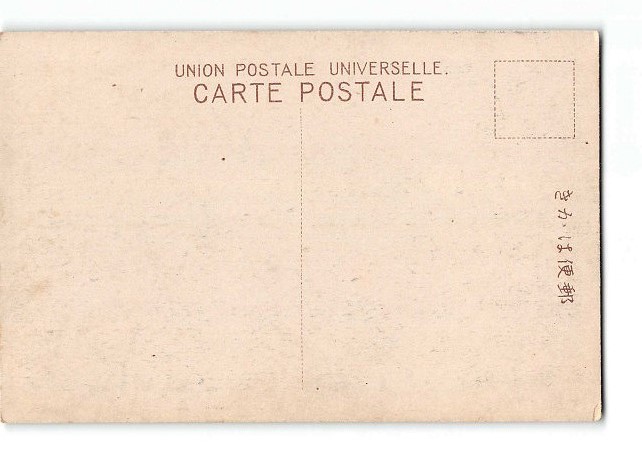 UNION POSTALE UNIVERSELLE.
CARTE POSTALE
きかは便郵